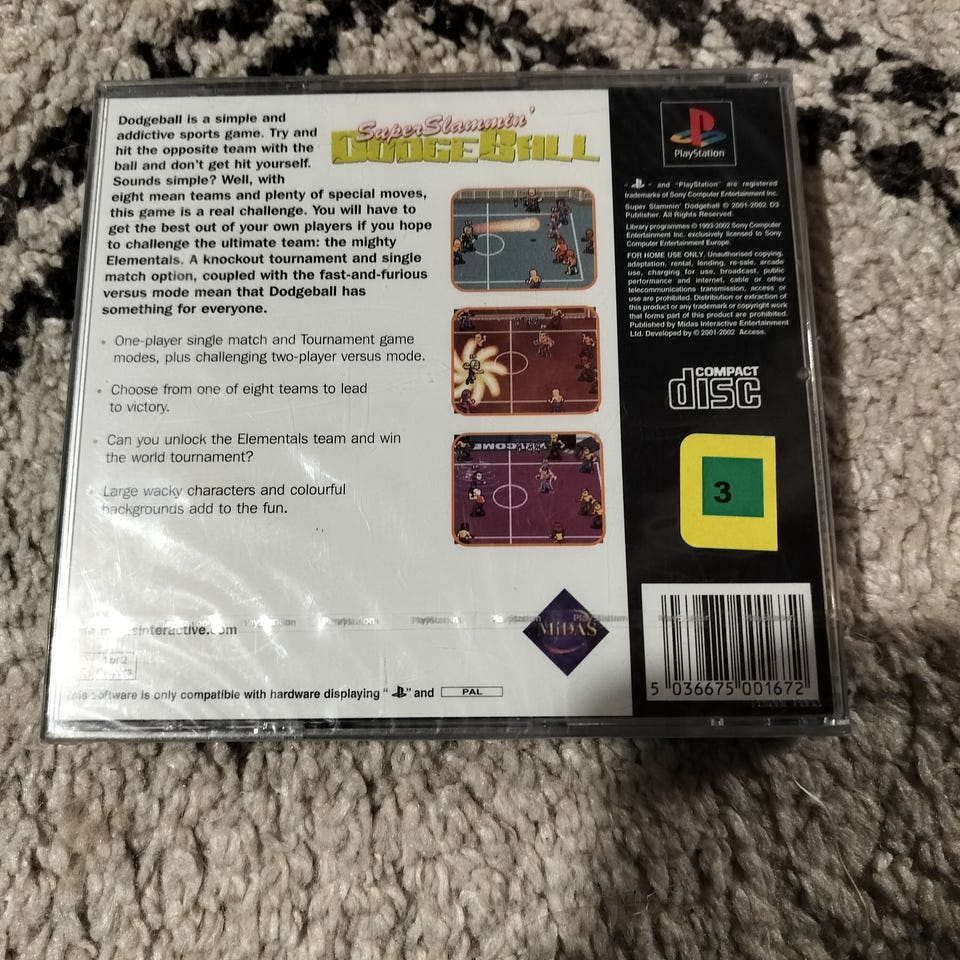 Dodgeball is a simple and
addictive sports game. Try and
hit the opposite team with the
ball and don't get hit yourself.
Sounds simple? Well, with
eight mean teams and plenty of special moves,
this game is a real challenge. You will have to
get the best out of your own players if you hope
to challenge the ultimate team: the mighty
Elementals. A knockout tournament and single
match option, coupled with the fast-and-furious
versus mode mean that Dodgeball has
something for everyone.
• One-player single match and Tournament game
modes, plus challenging two-player versus mode.
• Choose from one of eight teams to lead
to victory.
• Can you unlock the Elementals team and win
the world tournament?
• Large wacky characters and colourful
backgrounds add to the fun.
SuperSlammin'
DODGEBALL
PlayStation
" " and "PlayStation" are registered
trademarks of Sony Computer Entertainment Inc.
Super Slammin' Dodgeball © 2001-2002 D3
Publisher. All Rights Reserved.
Library programmes © 1993-2002 Sony Computer
Entertainment Inc. exclusively licensed to Sony
Computer Entertainment Europe.
FOR HOME USE ONLY. Unauthorised copying,
adaptation, rental, lending, re-sale, arcade
use, charging for use, broadcast, public
performance and internet, cable or other
telecommunications transmission, access or
use are prohibited. Distribution or extraction of
this product or any trademark or copyright work
that forms part of this product are prohibited.
Published by Midas Interactive Entertainment
Ltd. Developed by © 2001-2002 Access.
COMPACT
disc
3
MiDAS
PlayStation PlayStation PlayStation
1 or 2
Players
This software is only compatible with hardware displaying " " and PAL
5 036675 001672